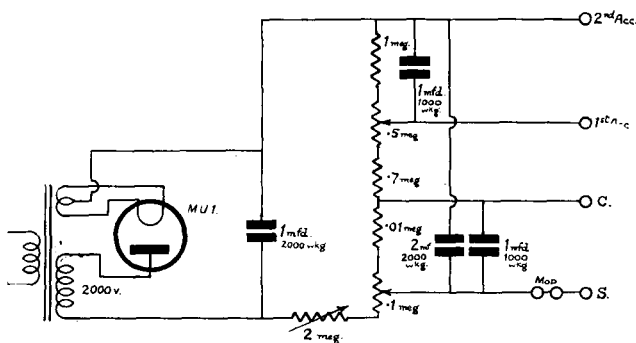 2nd Acc.
1 meg.
1 mfd.
1000
wkg
1st A-c
.5 meg
.7 meg
MU1.
C.
.01 meg
1 mfd.
2000 wkg
2 mf
2000
wkg.
1 mfd
1000
wkg
2000 v.
MOD
S.
.1 meg
2 meg.